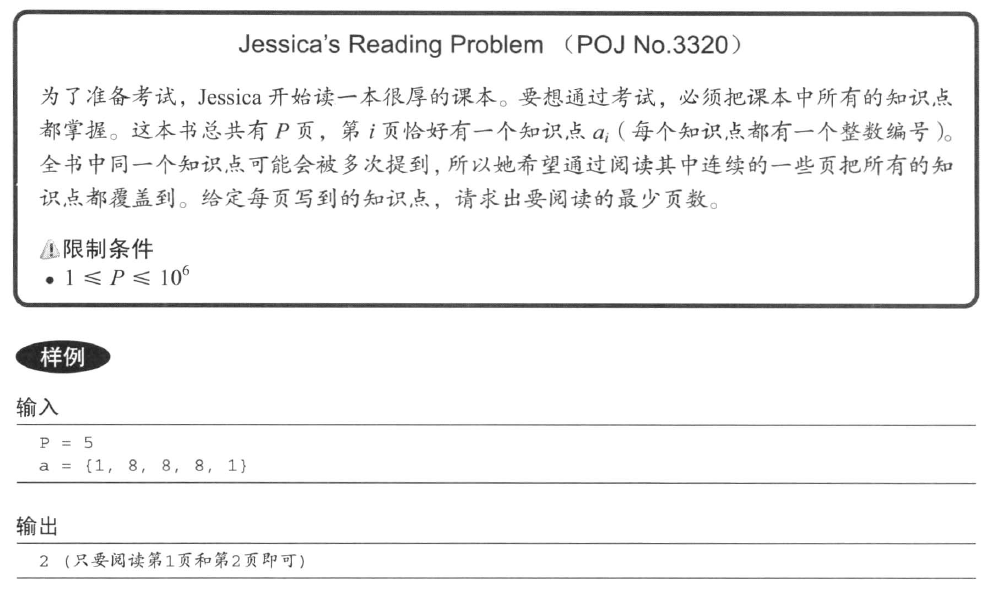 Jessica's Reading Problem （POJ No.3320）
为了准备考试，Jessica 开始读一本很厚的课本。要想通过考试，必须把课本中所有的知识点
都掌握。这本书总共有 P 页，第 i 页恰好有一个知识点 aᵢ（每个知识点都有一个整数编号）。
全书中同一个知识点可能会被多次提到，所以她希望通过阅读其中连续的一些页把所有的知
识点都覆盖到。给定每页写到的知识点，请求出要阅读的最少页数。
限制条件
• 1 ≤ P ≤ 10⁶
样例
输入
P = 5
a = {1, 8, 8, 8, 1}
输出
2 (只要阅读第1页和第2页即可)